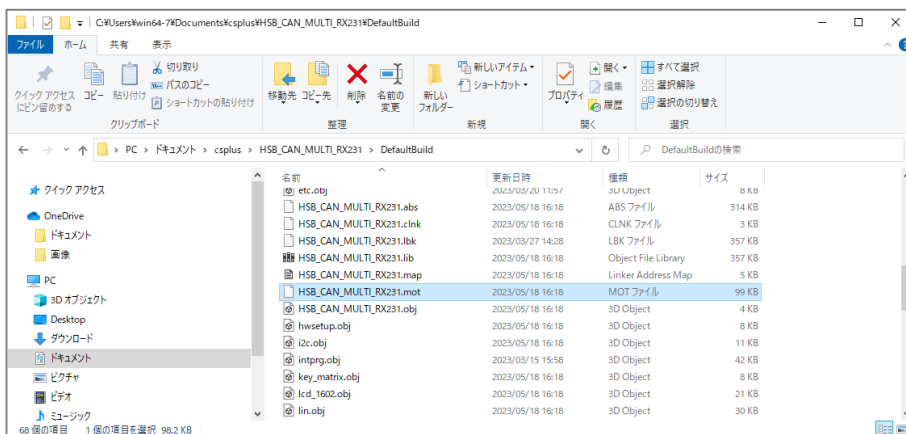 C:¥Users¥win64-7¥Documents¥csplus¥HSB_CAN_MULTI_RX231¥DefaultBuild
ファイル ホーム 共有 表示
クイック アクセスにピン留めする
コピー
貼り付け
切り取り
パスのコピー
ショートカットの貼り付け
クリップボード
移動先
コピー先
削除
名前の変更
整理
新しいフォルダー
新しいアイテム
ショートカット
新規
プロパティ
開く
編集
履歴
開く
すべて選択
選択解除
選択の切り替え
選択
PC > ドキュメント > csplus > HSB_CAN_MULTI_RX231 > DefaultBuild
DefaultBuildの検索
クイック アクセス
OneDrive
ドキュメント
画像
PC
3D オブジェクト
Desktop
ダウンロード
ドキュメント
ピクチャ
ビデオ
ミュージック
名前 更新日時 種類 サイズ
etc.obj 2023/03/20 11:57 3D Object 8 KB
HSB_CAN_MULTI_RX231.abs 2023/05/18 16:18 ABS ファイル 314 KB
HSB_CAN_MULTI_RX231.clnk 2023/05/18 16:18 CLNK ファイル 3 KB
HSB_CAN_MULTI_RX231.lbk 2023/03/27 14:28 LBK ファイル 357 KB
HSB_CAN_MULTI_RX231.lib 2023/05/18 16:18 Object File Library 357 KB
HSB_CAN_MULTI_RX231.map 2023/05/18 16:18 Linker Address Map 5 KB
HSB_CAN_MULTI_RX231.mot 2023/05/18 16:18 MOT ファイル 99 KB
HSB_CAN_MULTI_RX231.obj 2023/05/18 16:18 3D Object 4 KB
hwsetup.obj 2023/05/18 16:18 3D Object 8 KB
i2c.obj 2023/05/18 16:18 3D Object 11 KB
intprg.obj 2023/03/15 15:58 3D Object 42 KB
key_matrix.obj 2023/05/18 16:18 3D Object 8 KB
lcd_1602.obj 2023/05/18 16:18 3D Object 21 KB
lin.obj 2023/05/18 16:18 3D Object 30 KB
68 個の項目 1 個の項目を選択 98.2 KB